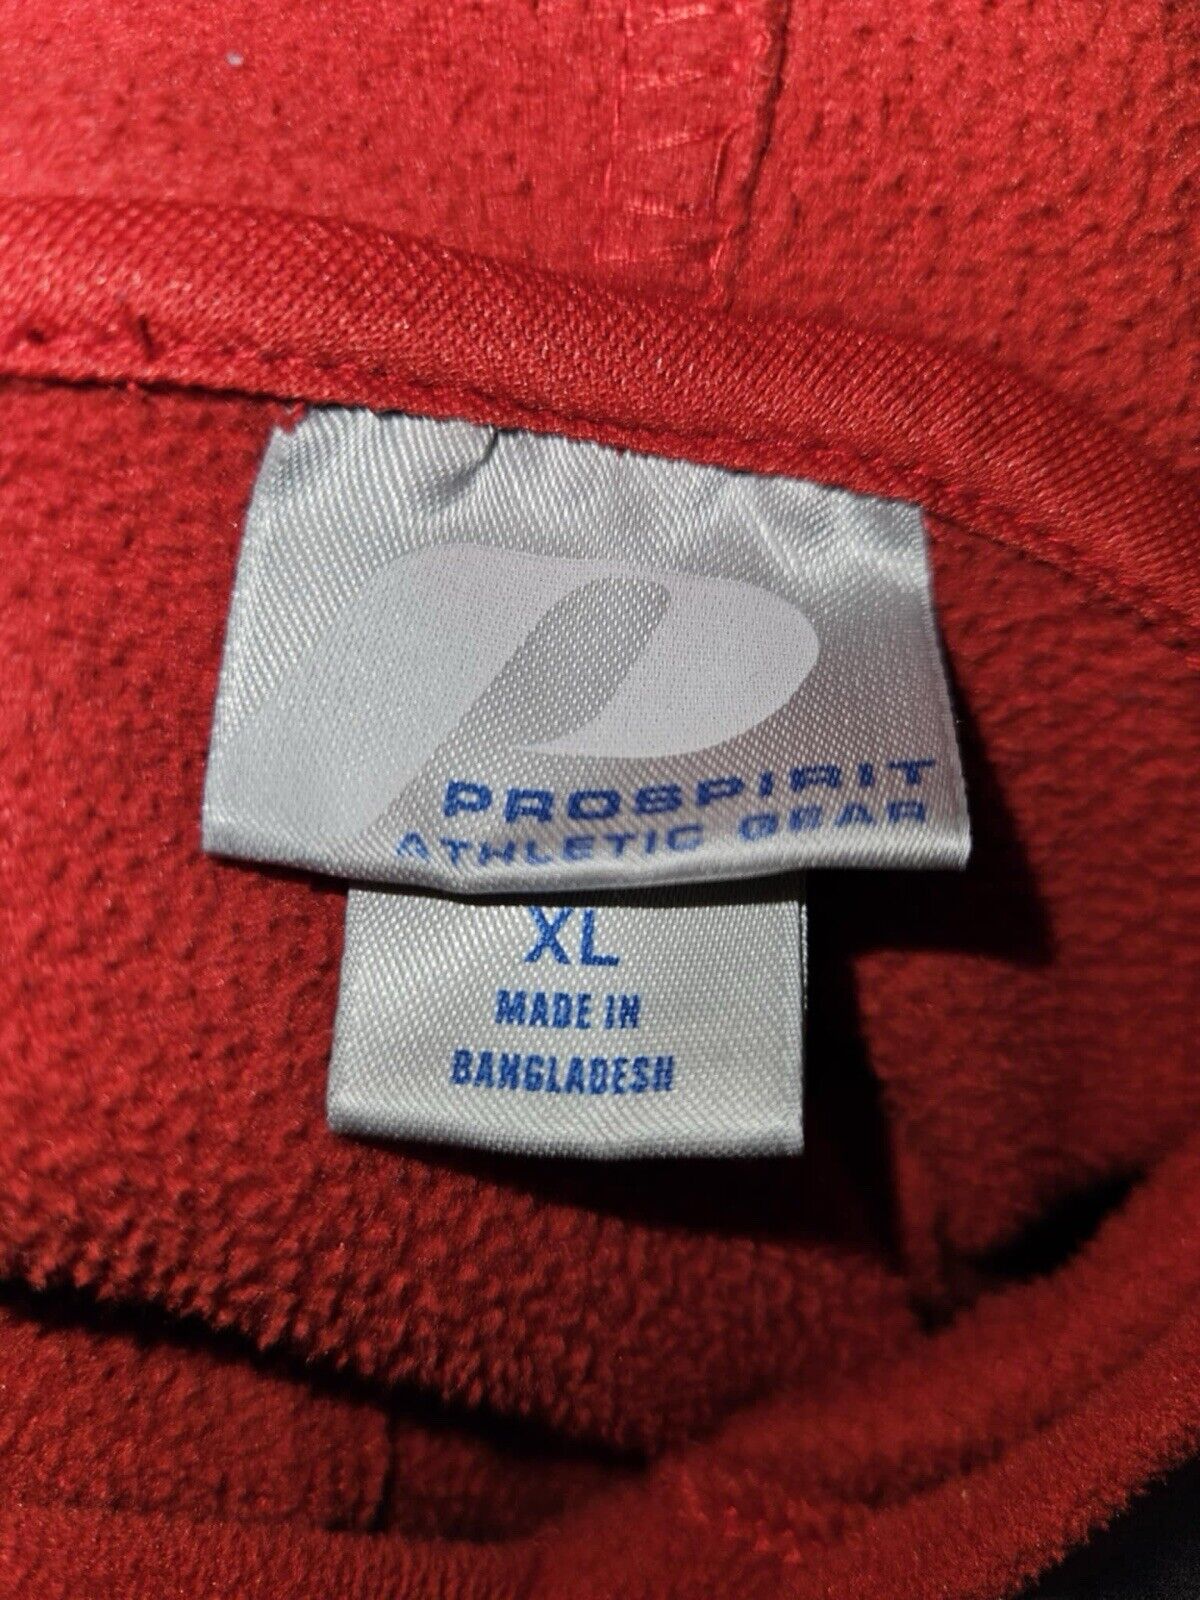 PROSPIRIT
ATHLETIC GEAR
XL
MADE IN
BANGLADESH